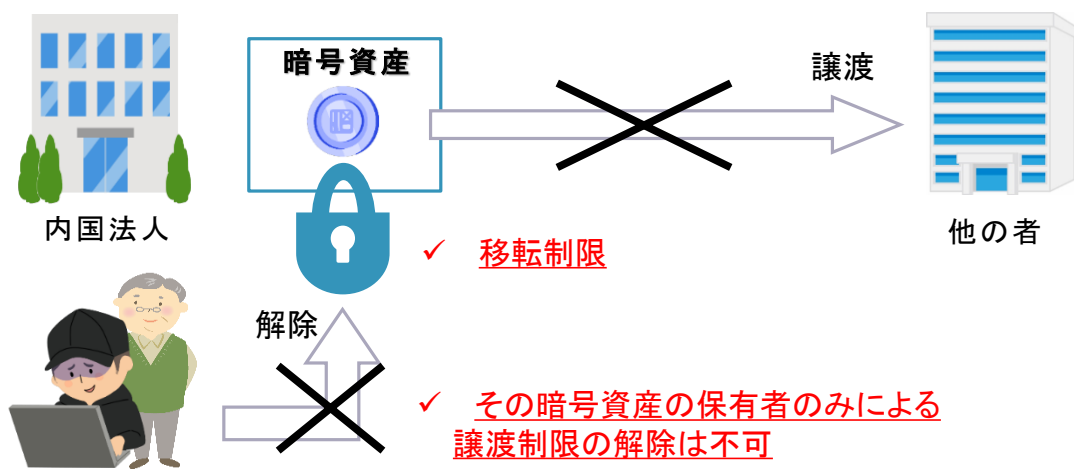 暗号資産
譲渡
内国法人
他の者
✓ 移転制限
解除
✓ その暗号資産の保有者のみによる
譲渡制限の解除は不可